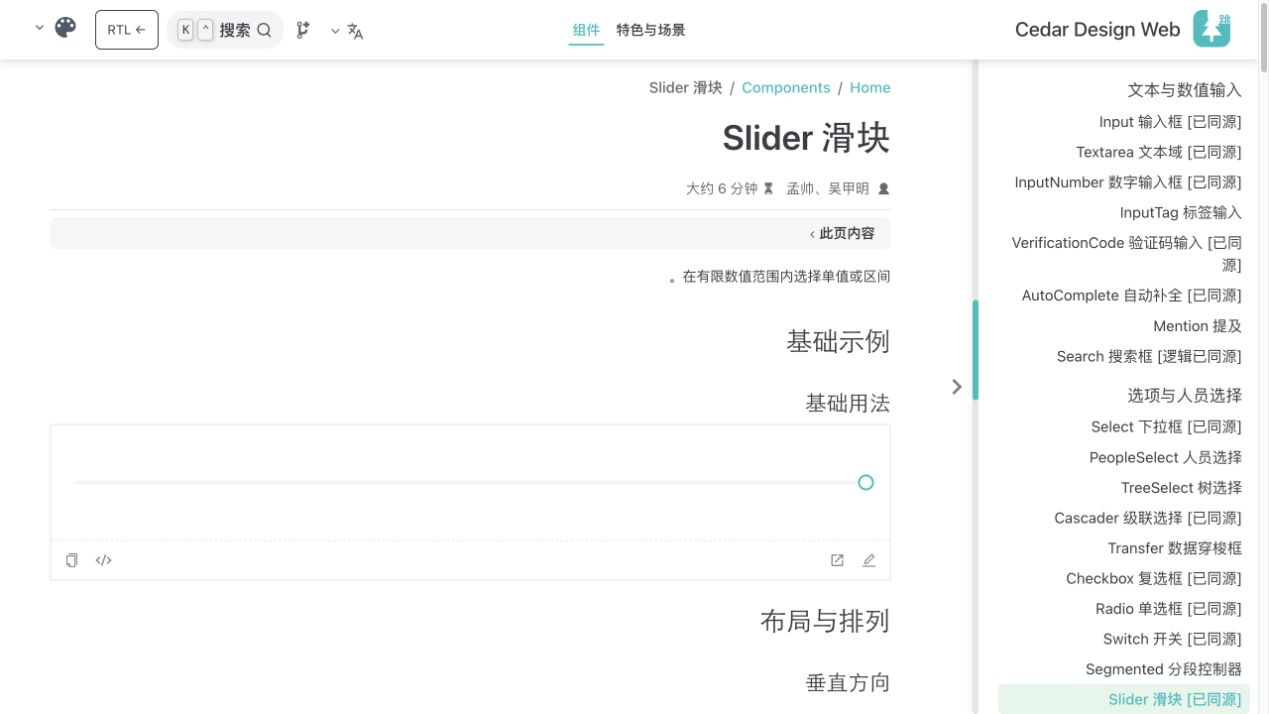 Cedar Design Web
跳
组件
特色与场景
搜索
^
K
RTL ←
文本与数值输入
Input 输入框 [已同源]
Textarea 文本域 [已同源]
InputNumber 数字输入框 [已同源]
InputTag 标签输入
VerificationCode 验证码输入 [已同
源]
AutoComplete 自动补全 [已同源]
Mention 提及
Search 搜索框 [逻辑已同源]
选项与人员选择
Select 下拉框 [已同源]
PeopleSelect 人员选择
TreeSelect 树选择
Cascader 级联选择 [已同源]
Transfer 数据穿梭框
Checkbox 复选框 [已同源]
Radio 单选框 [已同源]
Switch 开关 [已同源]
Segmented 分段控制器
Slider 滑块 [已同源]
Home / Components / Slider 滑块
Slider 滑块
孟帅、吴甲明
大约 6 分钟
此页内容
在有限数值范围内选择单值或区间。
基础示例
基础用法
布局与排列
垂直方向